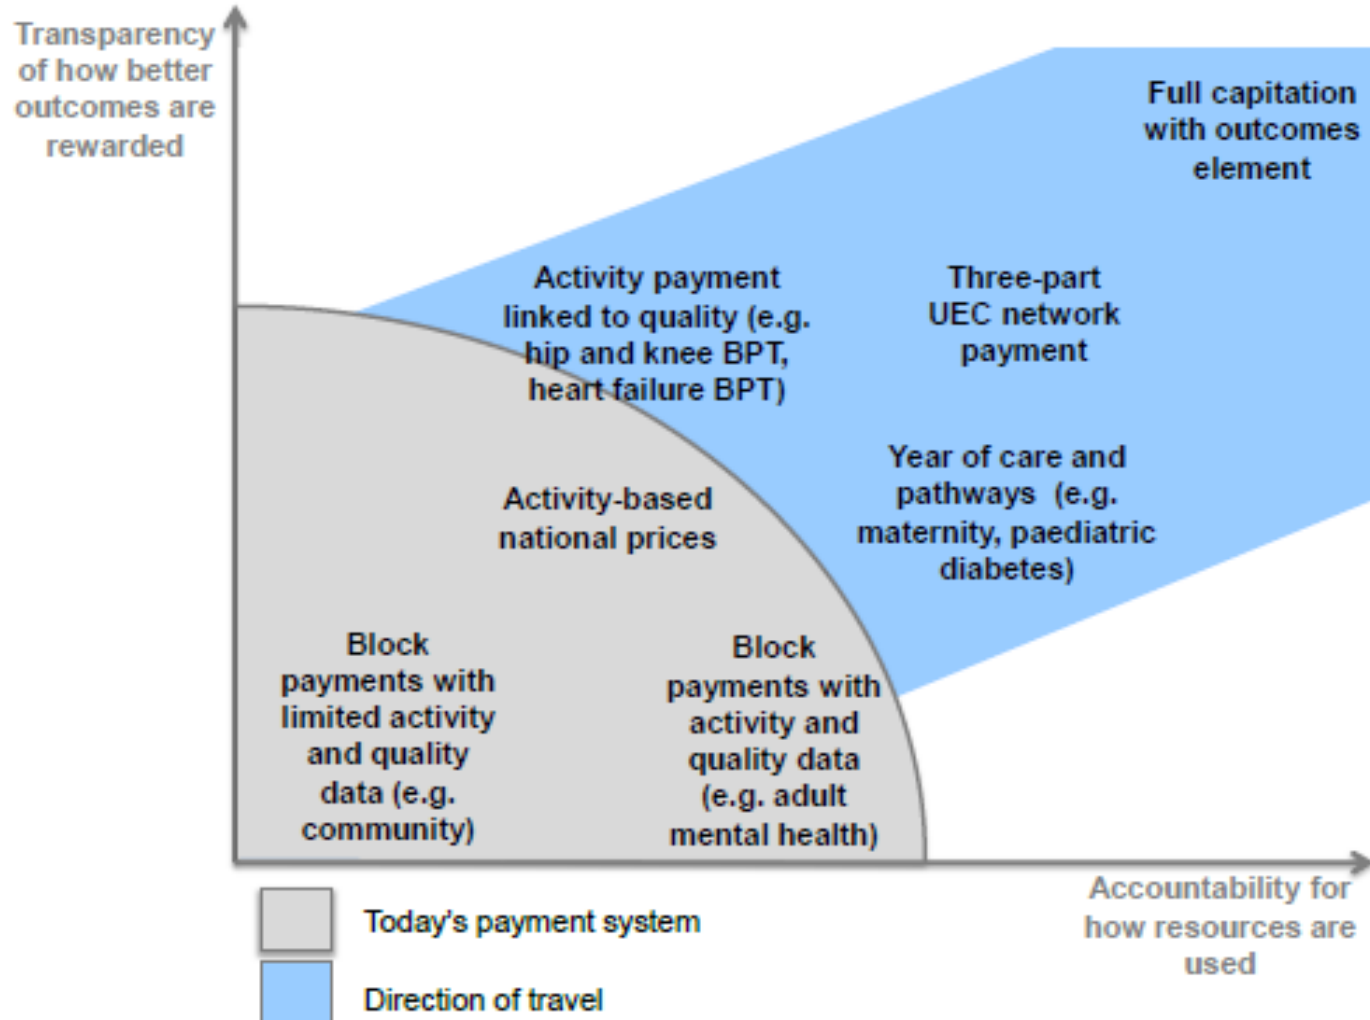 Transparency
of how better
outcomes are
rewarded
Full capitation
with outcomes
element
Activity payment
linked to quality (e.g.
hip and knee BPT,
heart failure BPT)
Three-part
UEC network
payment
Year of care and
pathways (e.g.
maternity, paediatric
diabetes)
Activity-based
national prices
Block
payments with
limited activity
and quality
data (e.g.
community)
Block
payments with
activity and
quality data
(e.g. adult
mental health)
Accountability for
how resources are
used
Today's payment system
Direction of travel